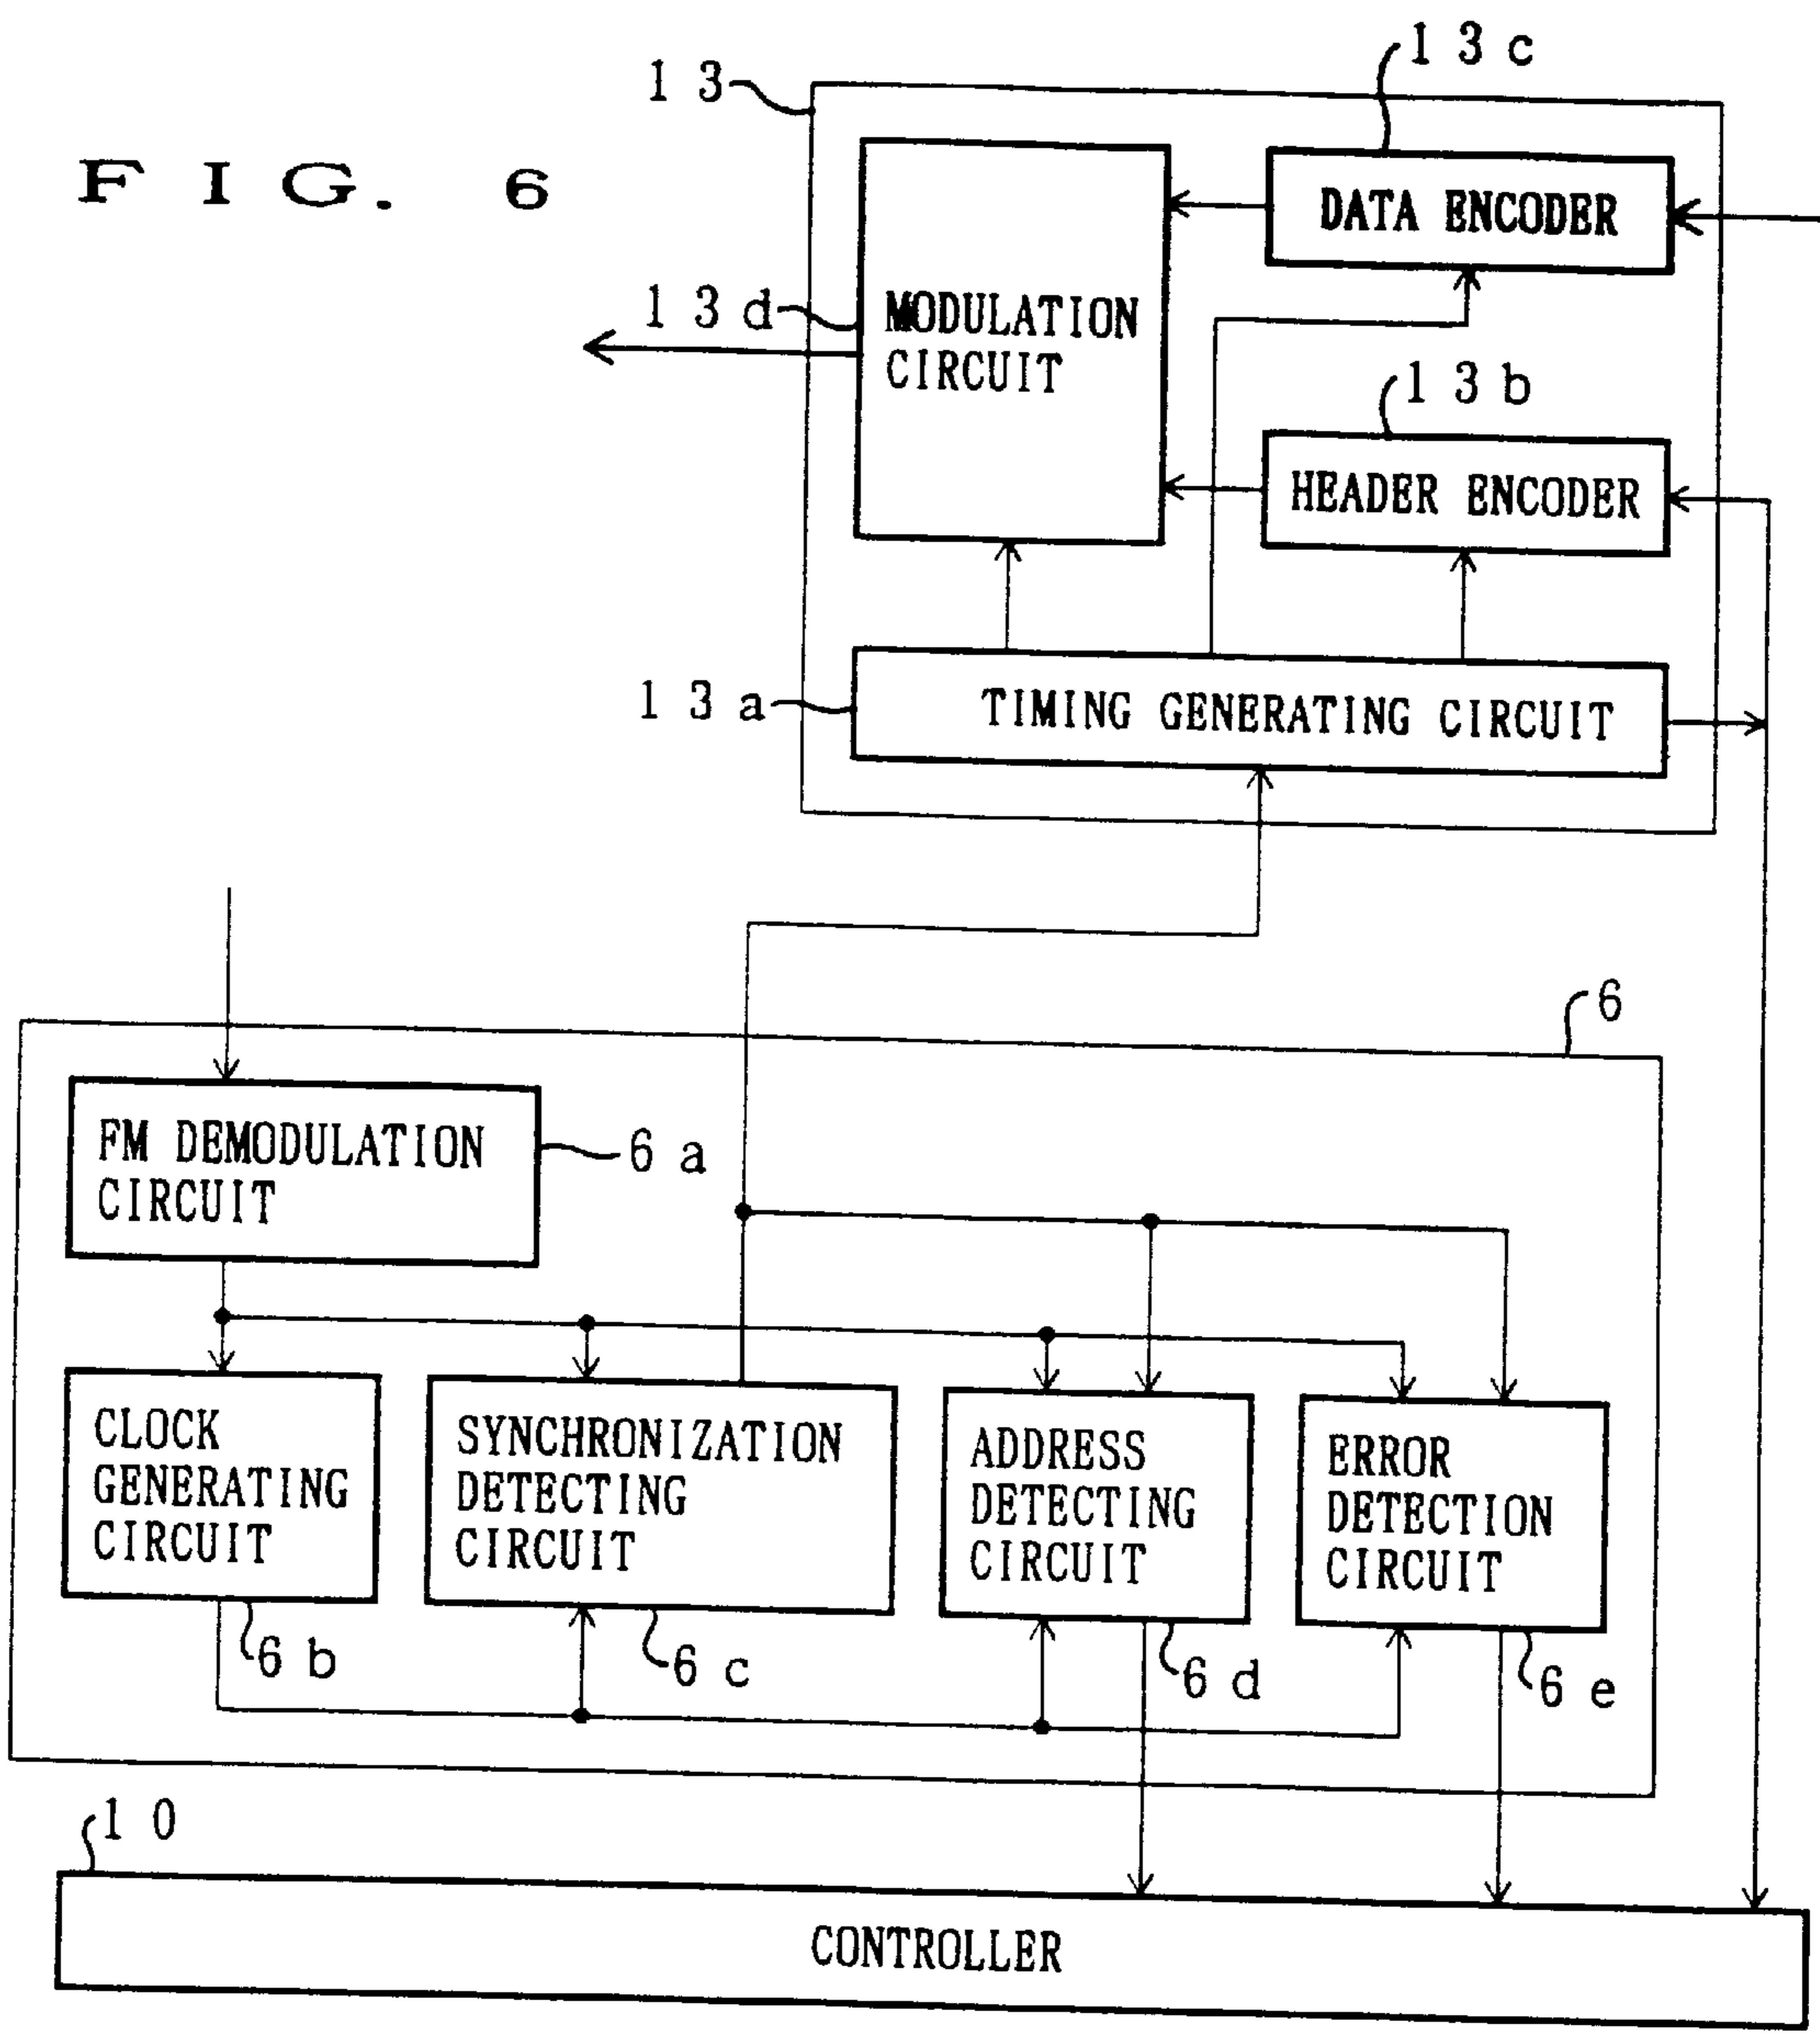 FIG. 6
13
13c
DATA ENCODER
13d
MODULATION
CIRCUIT
13b
HEADER ENCODER
13a
TIMING GENERATING CIRCUIT
6
FM DEMODULATION
CIRCUIT
6a
CLOCK
GENERATING
CIRCUIT
6b
SYNCHRONIZATION
DETECTING
CIRCUIT
6c
ADDRESS
DETECTING
CIRCUIT
6d
ERROR
DETECTION
CIRCUIT
6e
10
CONTROLLER